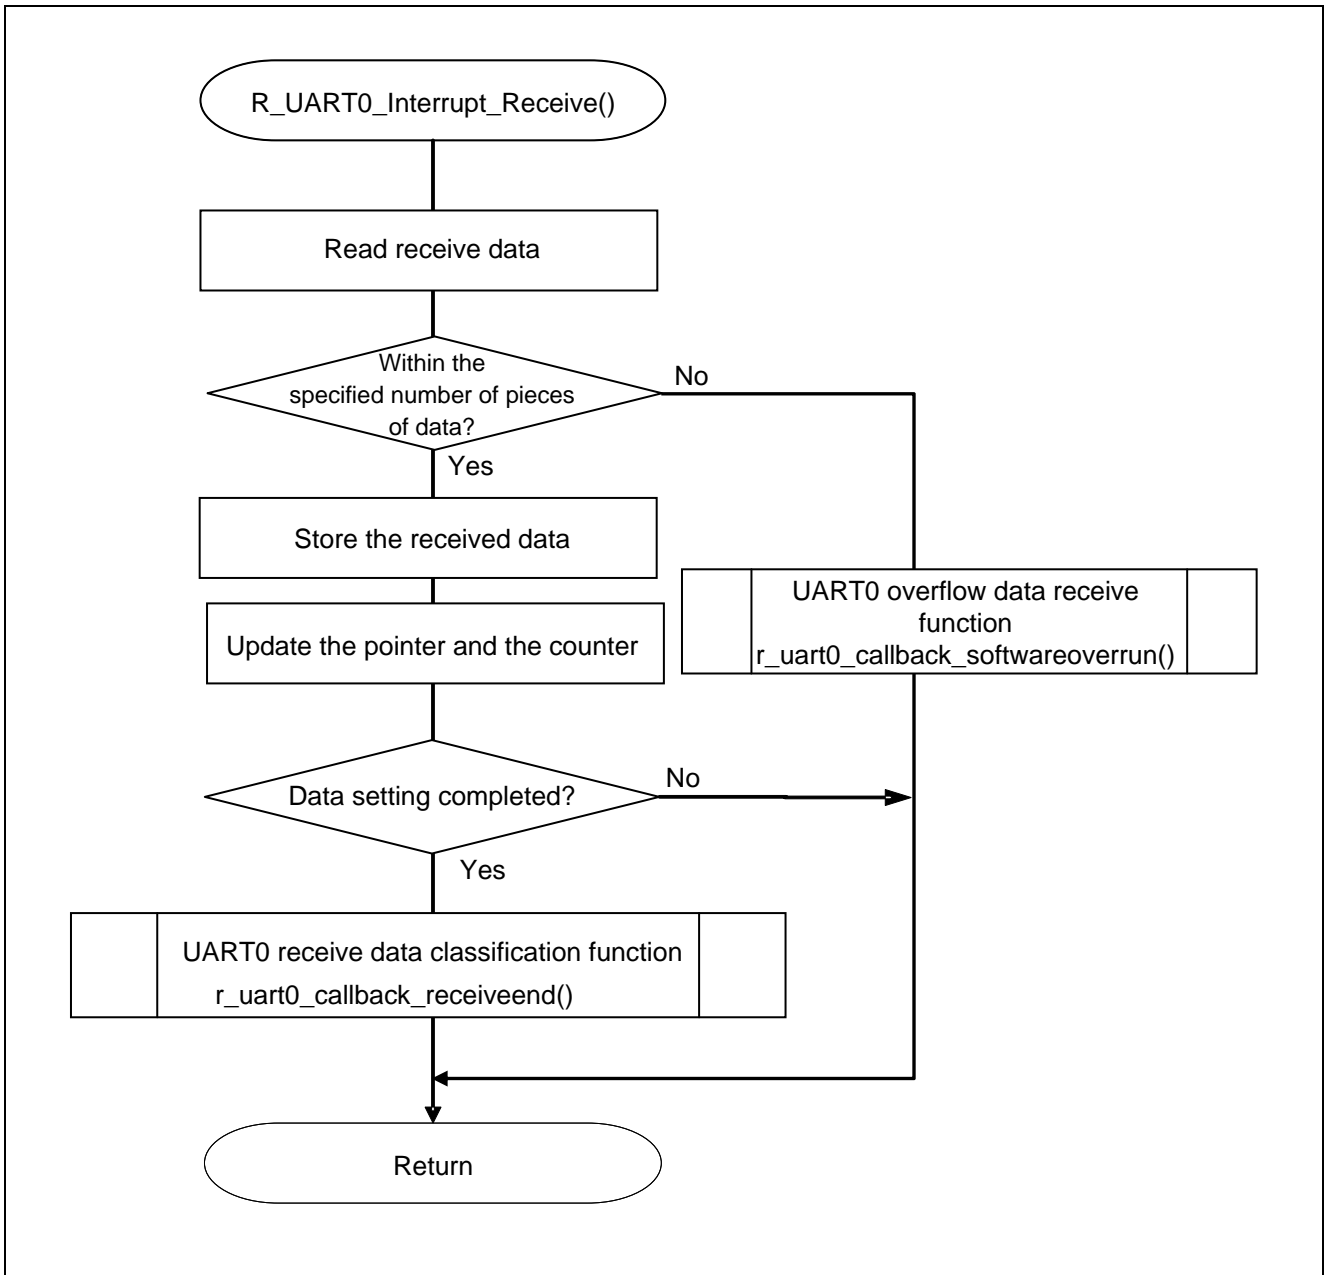 R_UART0_Interrupt_Receive()
Read receive data
Within the
specified number of pieces
of data?
No
Yes
Store the received data
UART0 overflow data receive
function
r_uart0_callback_softwareoverrun()
Update the pointer and the counter
Data setting completed?
No
Yes
UART0 receive data classification function
r_uart0_callback_receiveend()
Return